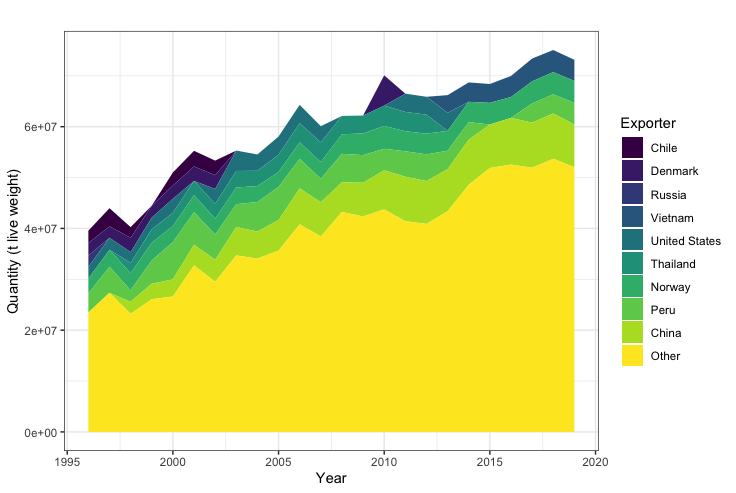 Quantity (t live weight)
6e+07
4e+07
2e+07
0e+00
1995 2000 2005 2010 2015 2020
Year
Exporter
Chile
Denmark
Russia
Vietnam
United States
Thailand
Norway
Peru
China
Other